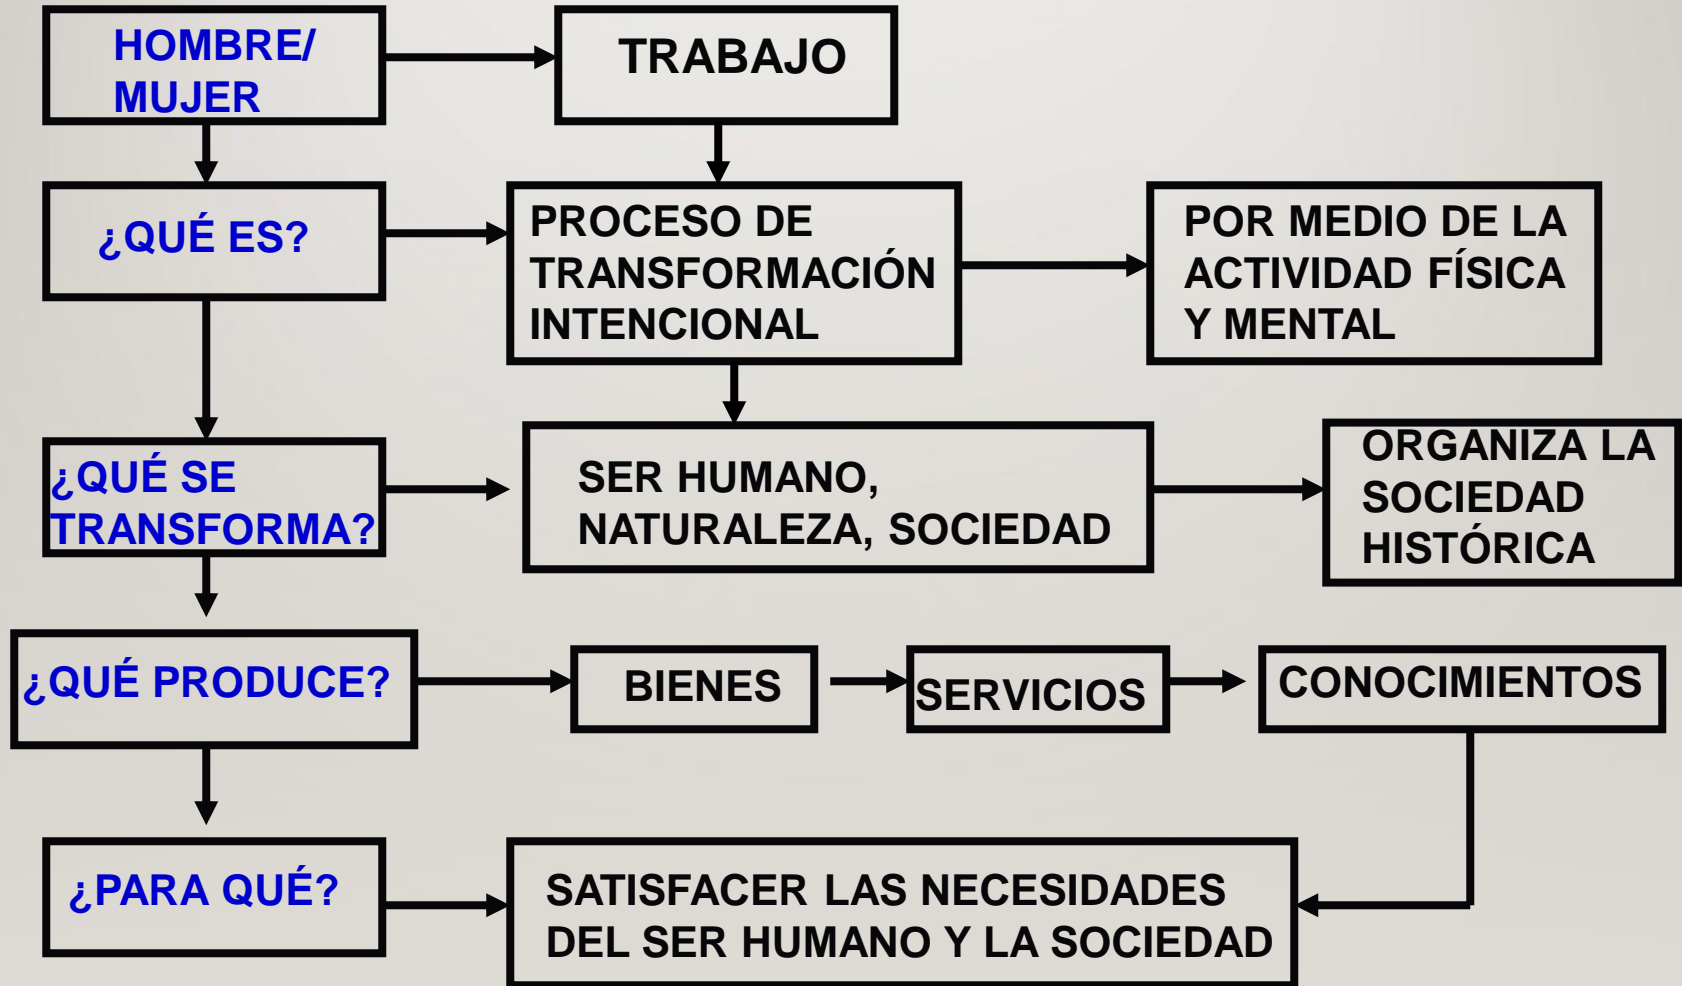 HOMBRE/
MUJER
TRABAJO
¿QUÉ ES?
PROCESO DE
TRANSFORMACIÓN
INTENCIONAL
POR MEDIO DE LA
ACTIVIDAD FÍSICA
Y MENTAL
¿QUÉ SE
TRANSFORMA?
SER HUMANO,
NATURALEZA, SOCIEDAD
ORGANIZA LA
SOCIEDAD
HISTÓRICA
¿QUÉ PRODUCE?
BIENES
SERVICIOS
CONOCIMIENTOS
¿PARA QUÉ?
SATISFACER LAS NECESIDADES
DEL SER HUMANO Y LA SOCIEDAD